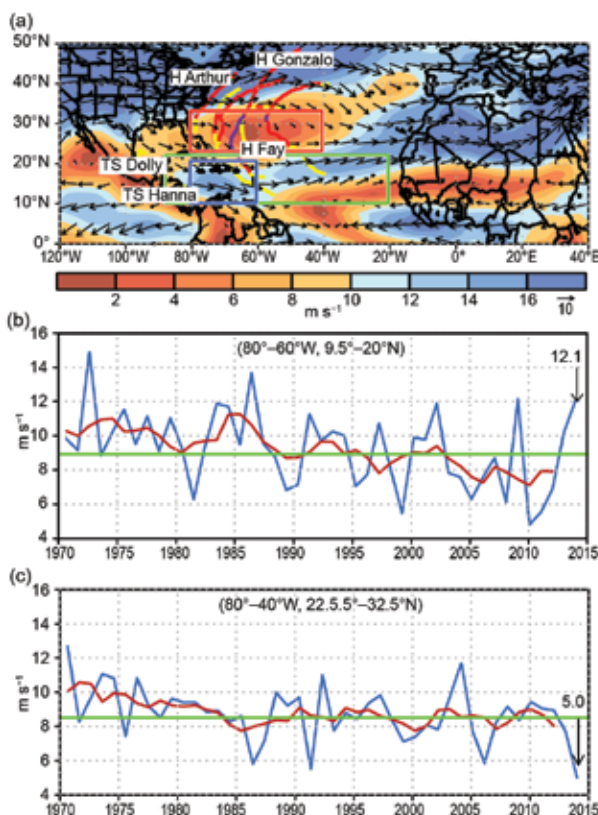 (a)
50°N
40°N
30°N
20°N
10°N
0°
H Gonzalo
H Arthur
H Fay
TS Dolly
TS Hanna
120°W 100°W 80°W 60°W 40°W 20°W 0° 20°E 40°E
2 4 6 8 10 12 14 16 10
m s⁻¹
(b)
(80°–60°W, 9.5°–20°N)
12.1
16
14
12
10
8
6
4
m s⁻¹
1970 1975 1980 1985 1990 1995 2000 2005 2010 2015
(c)
(80°–40°W, 22.5.5°–32.5°N)
5.0
16
14
12
10
8
6
4
m s⁻¹
1970 1975 1980 1985 1990 1995 2000 2005 2010 2015